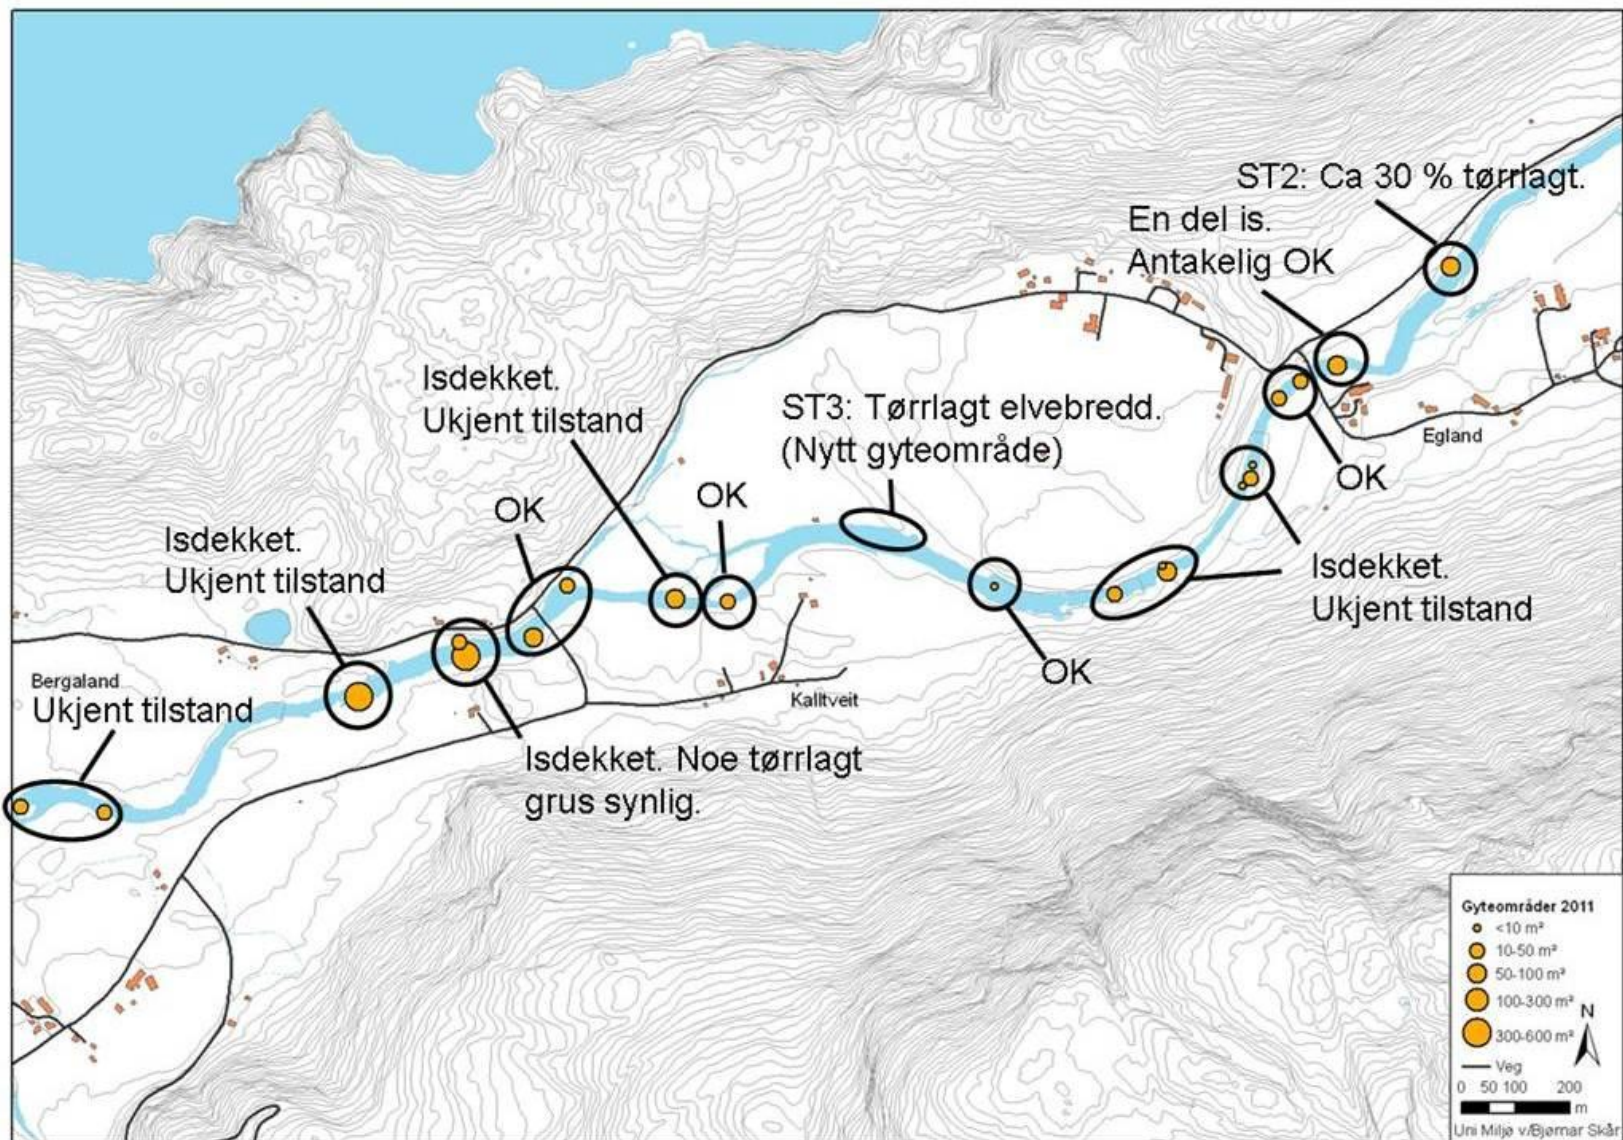 ST2: Ca 30 % tørrlagt.
En del is.
Antakelig OK
Isdekket.
Ukjent tilstand
ST3: Tørrlagt elvebredd.
(Nytt gyteområde)
Egland
OK
OK
OK
Isdekket.
Ukjent tilstand
Isdekket.
Ukjent tilstand
OK
Bergaland
Ukjent tilstand
Kalltveit
Isdekket. Noe tørrlagt
grus synlig.
Gyteområder 2011
<10 m²
10-50 m²
50-100 m²
100-300 m²
300-600 m²
N
Veg
0 50 100 200
m
Uni Miljø v/Bjørnar Skår